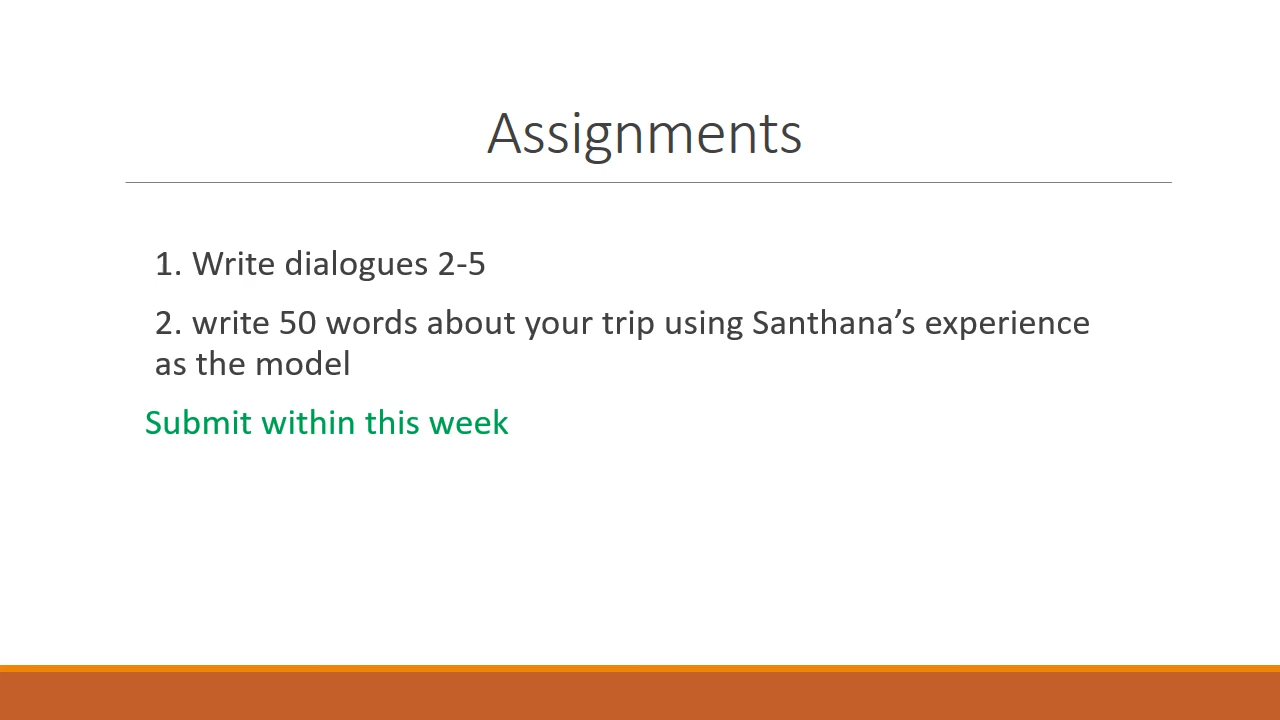 Assignments
1. Write dialogues 2-5
2. write 50 words about your trip using Santhana’s experience
as the model
Submit within this week